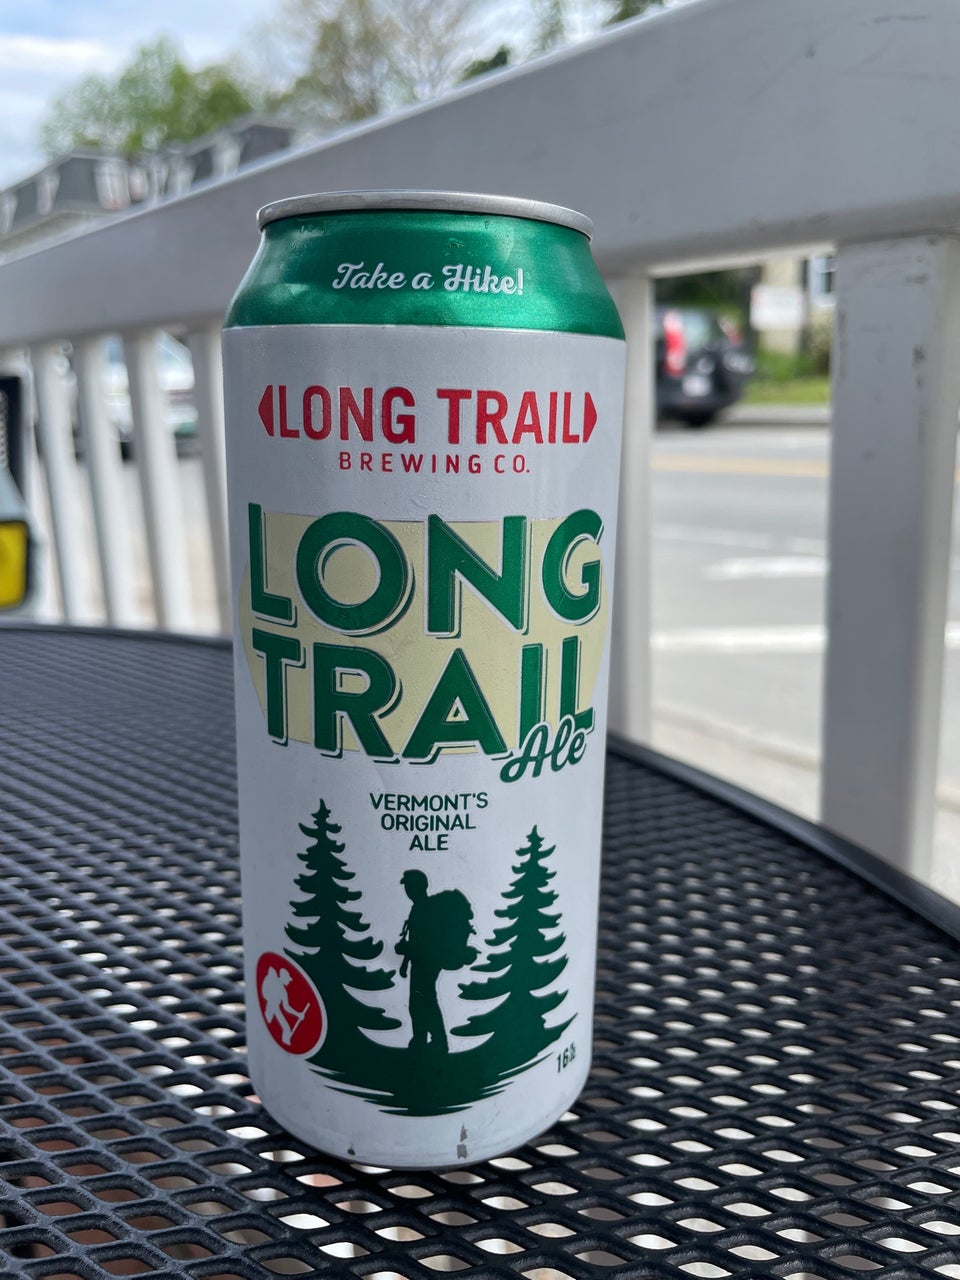 Take a Hike!
LONG TRAIL
BREWING CO.
LONG
TRAIL
Ale
VERMONT'S
ORIGINAL
ALE
16